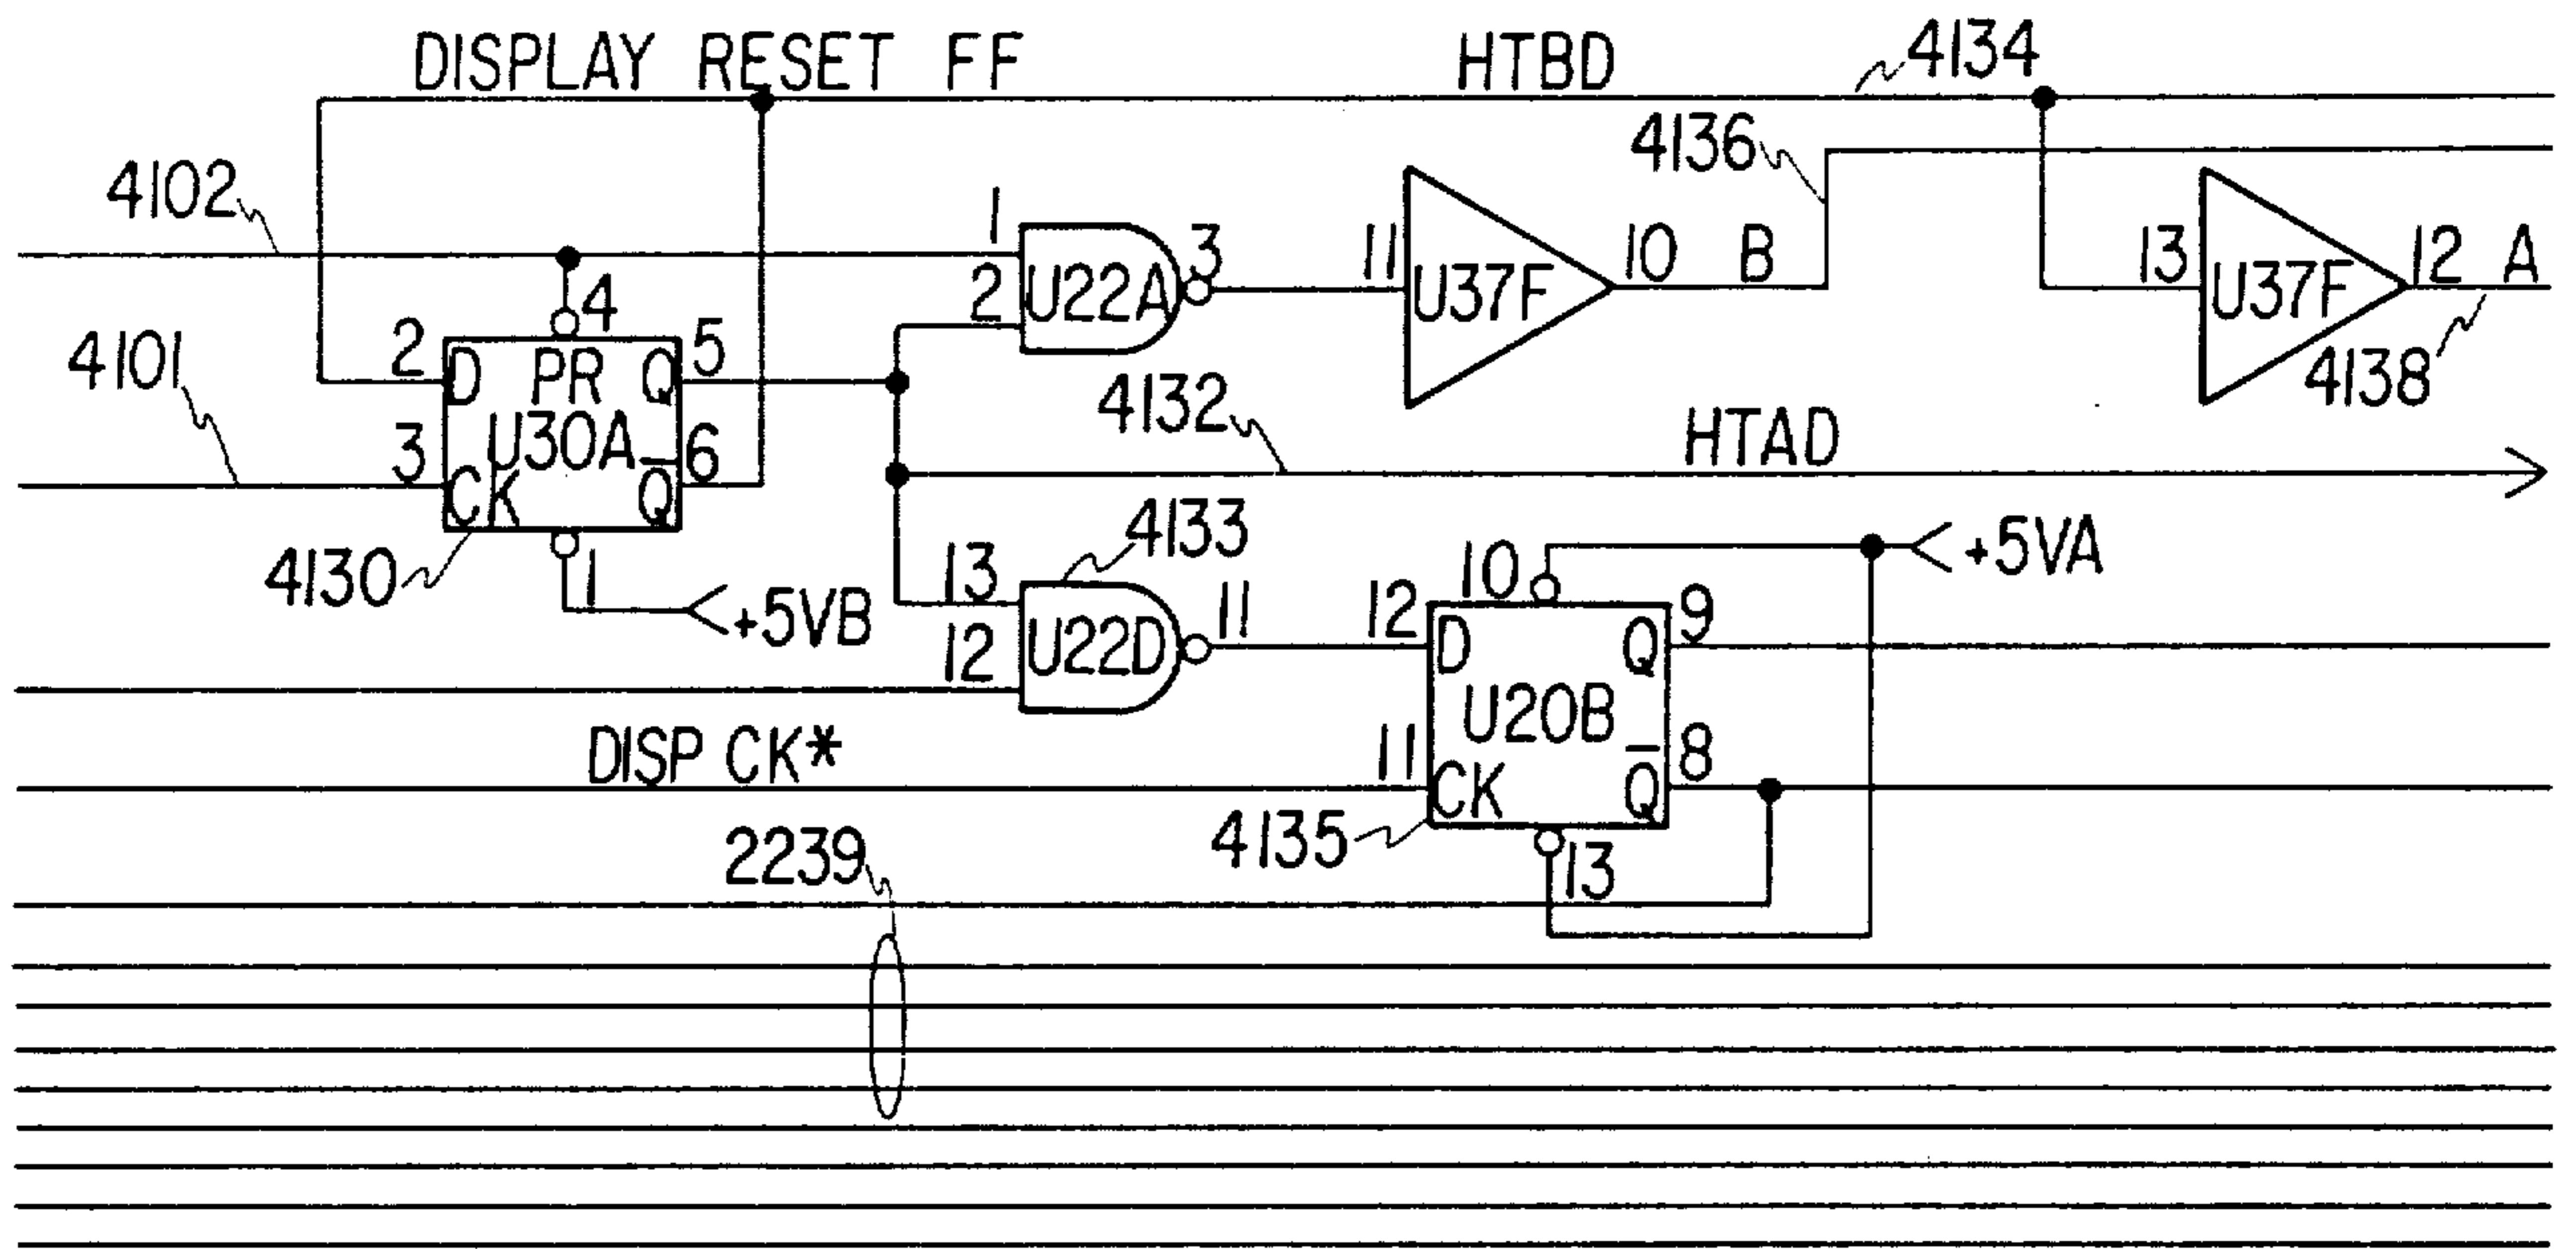 DISPLAY RESET FF
HTBD
4134
4136
4102
1
2
U22A
3
11
U37F
10
B
13
U37F
12
A
4138
4
4101
2
D
PR
Q
5
3
CK
U30A
Q
6
4130
1
+5VB
4132
HTAD
4133
13
12
U22D
11
12
10
+5VA
D
Q
9
U20B
DISP CK*
11
CK
Q
8
4135
13
2239